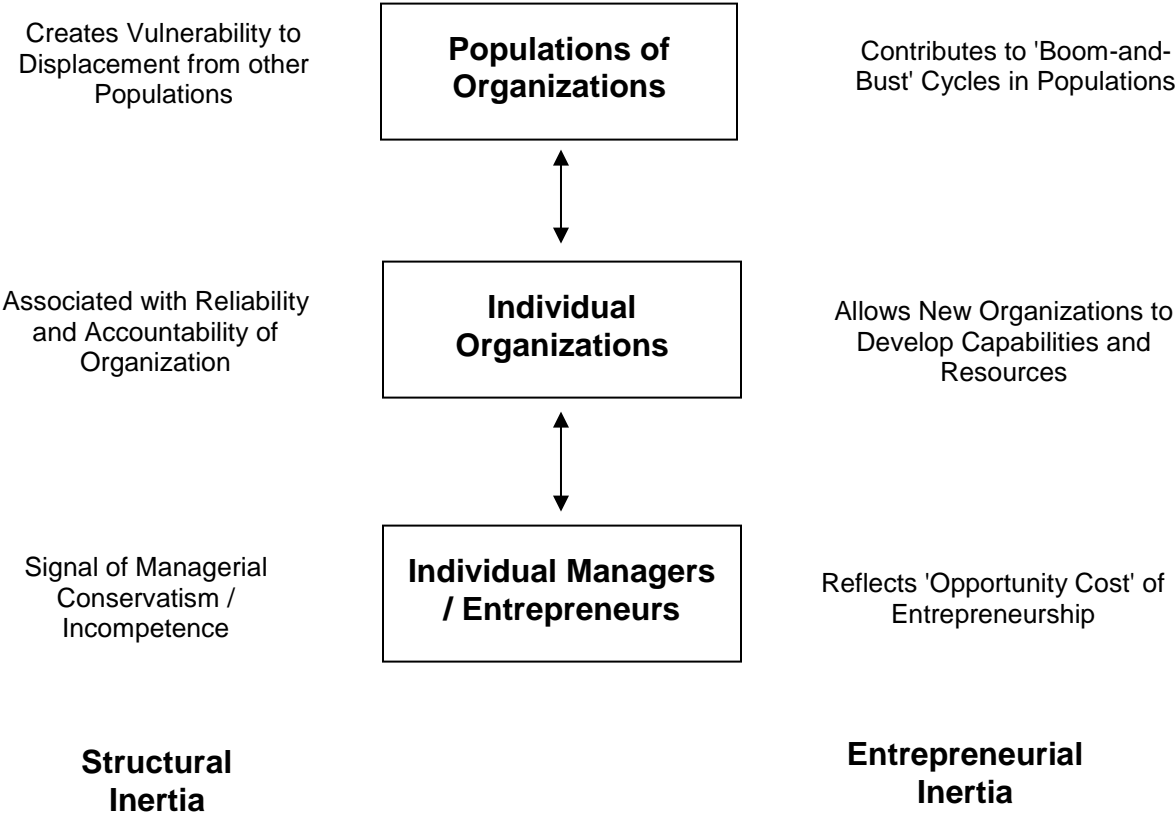 Creates Vulnerability to
Displacement from other
Populations
Populations of
Organizations
Contributes to 'Boom-and-
Bust' Cycles in Populations
Associated with Reliability
and Accountability of
Organization
Individual
Organizations
Allows New Organizations to
Develop Capabilities and
Resources
Signal of Managerial
Conservatism /
Incompetence
Individual Managers
/ Entrepreneurs
Reflects 'Opportunity Cost' of
Entrepreneurship
Structural
Inertia
Entrepreneurial
Inertia